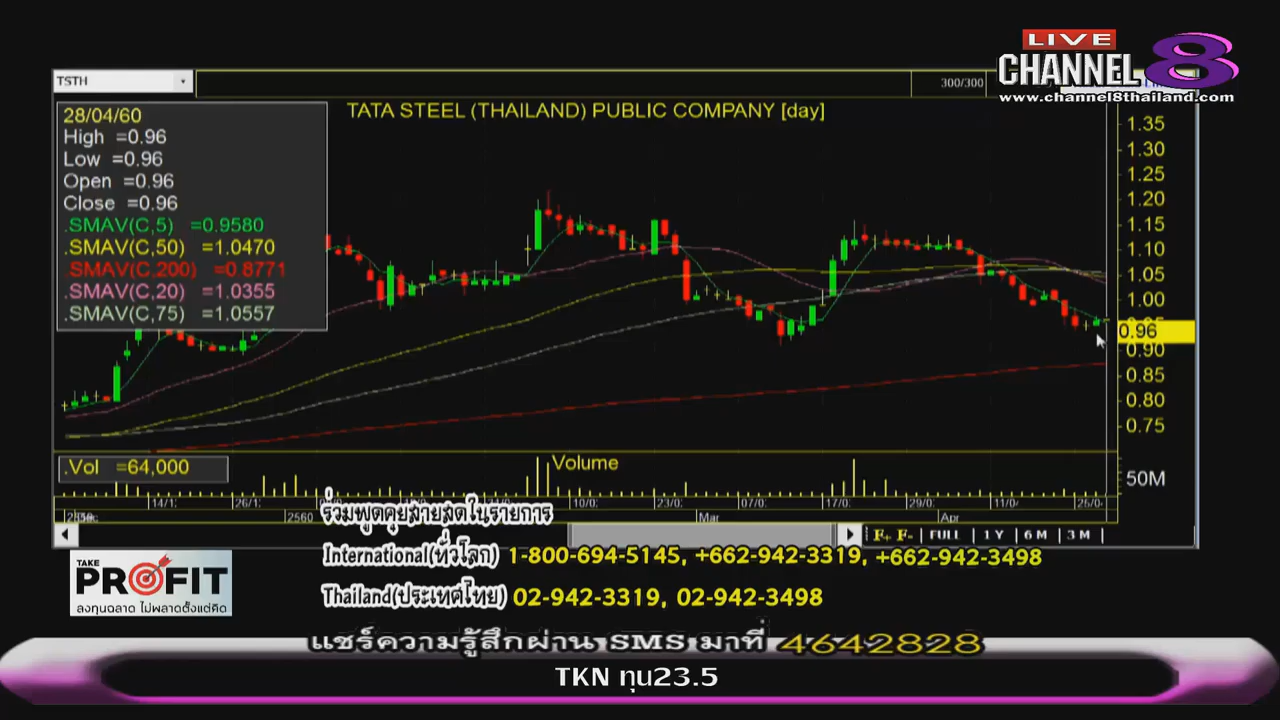 LIVE
CHANNEL 8
www.channel8thailand.com
TSTH
300/300
TATA STEEL (THAILAND) PUBLIC COMPANY [day]
28/04/60
High =0.96
Low =0.96
Open =0.96
Close =0.96
.SMAV(C,5) =0.9580
.SMAV(C,50) =1.0470
.SMAV(C,200) =0.8771
.SMAV(C,20) =1.0355
.SMAV(C,75) =1.0557
1.35
1.30
1.25
1.20
1.15
1.10
1.05
1.00
0.96
0.90
0.85
0.80
0.75
.Vol =64,000
Volume
50M
14/1: 26/1: 10/0: 23/0: 07/0: 17/0: 29/0: 11/0: 25/0:
2560 Mar Apr
F+ F- FULL 1 Y 6 M 3 M
ร่วมพูดคุยสายสดในรายการ
International(ทั่วโลก) 1-800-694-5145, +662-942-3319, +662-942-3498
Thailand(ประเทศไทย) 02-942-3319, 02-942-3498
TAKE
PROFIT
ลงทุนฉลาด ไม่พลาดตั้งแต่คิด
แชร์ความรู้สึกผ่าน SMS มาที่ 4642828
TKN ทุน23.5